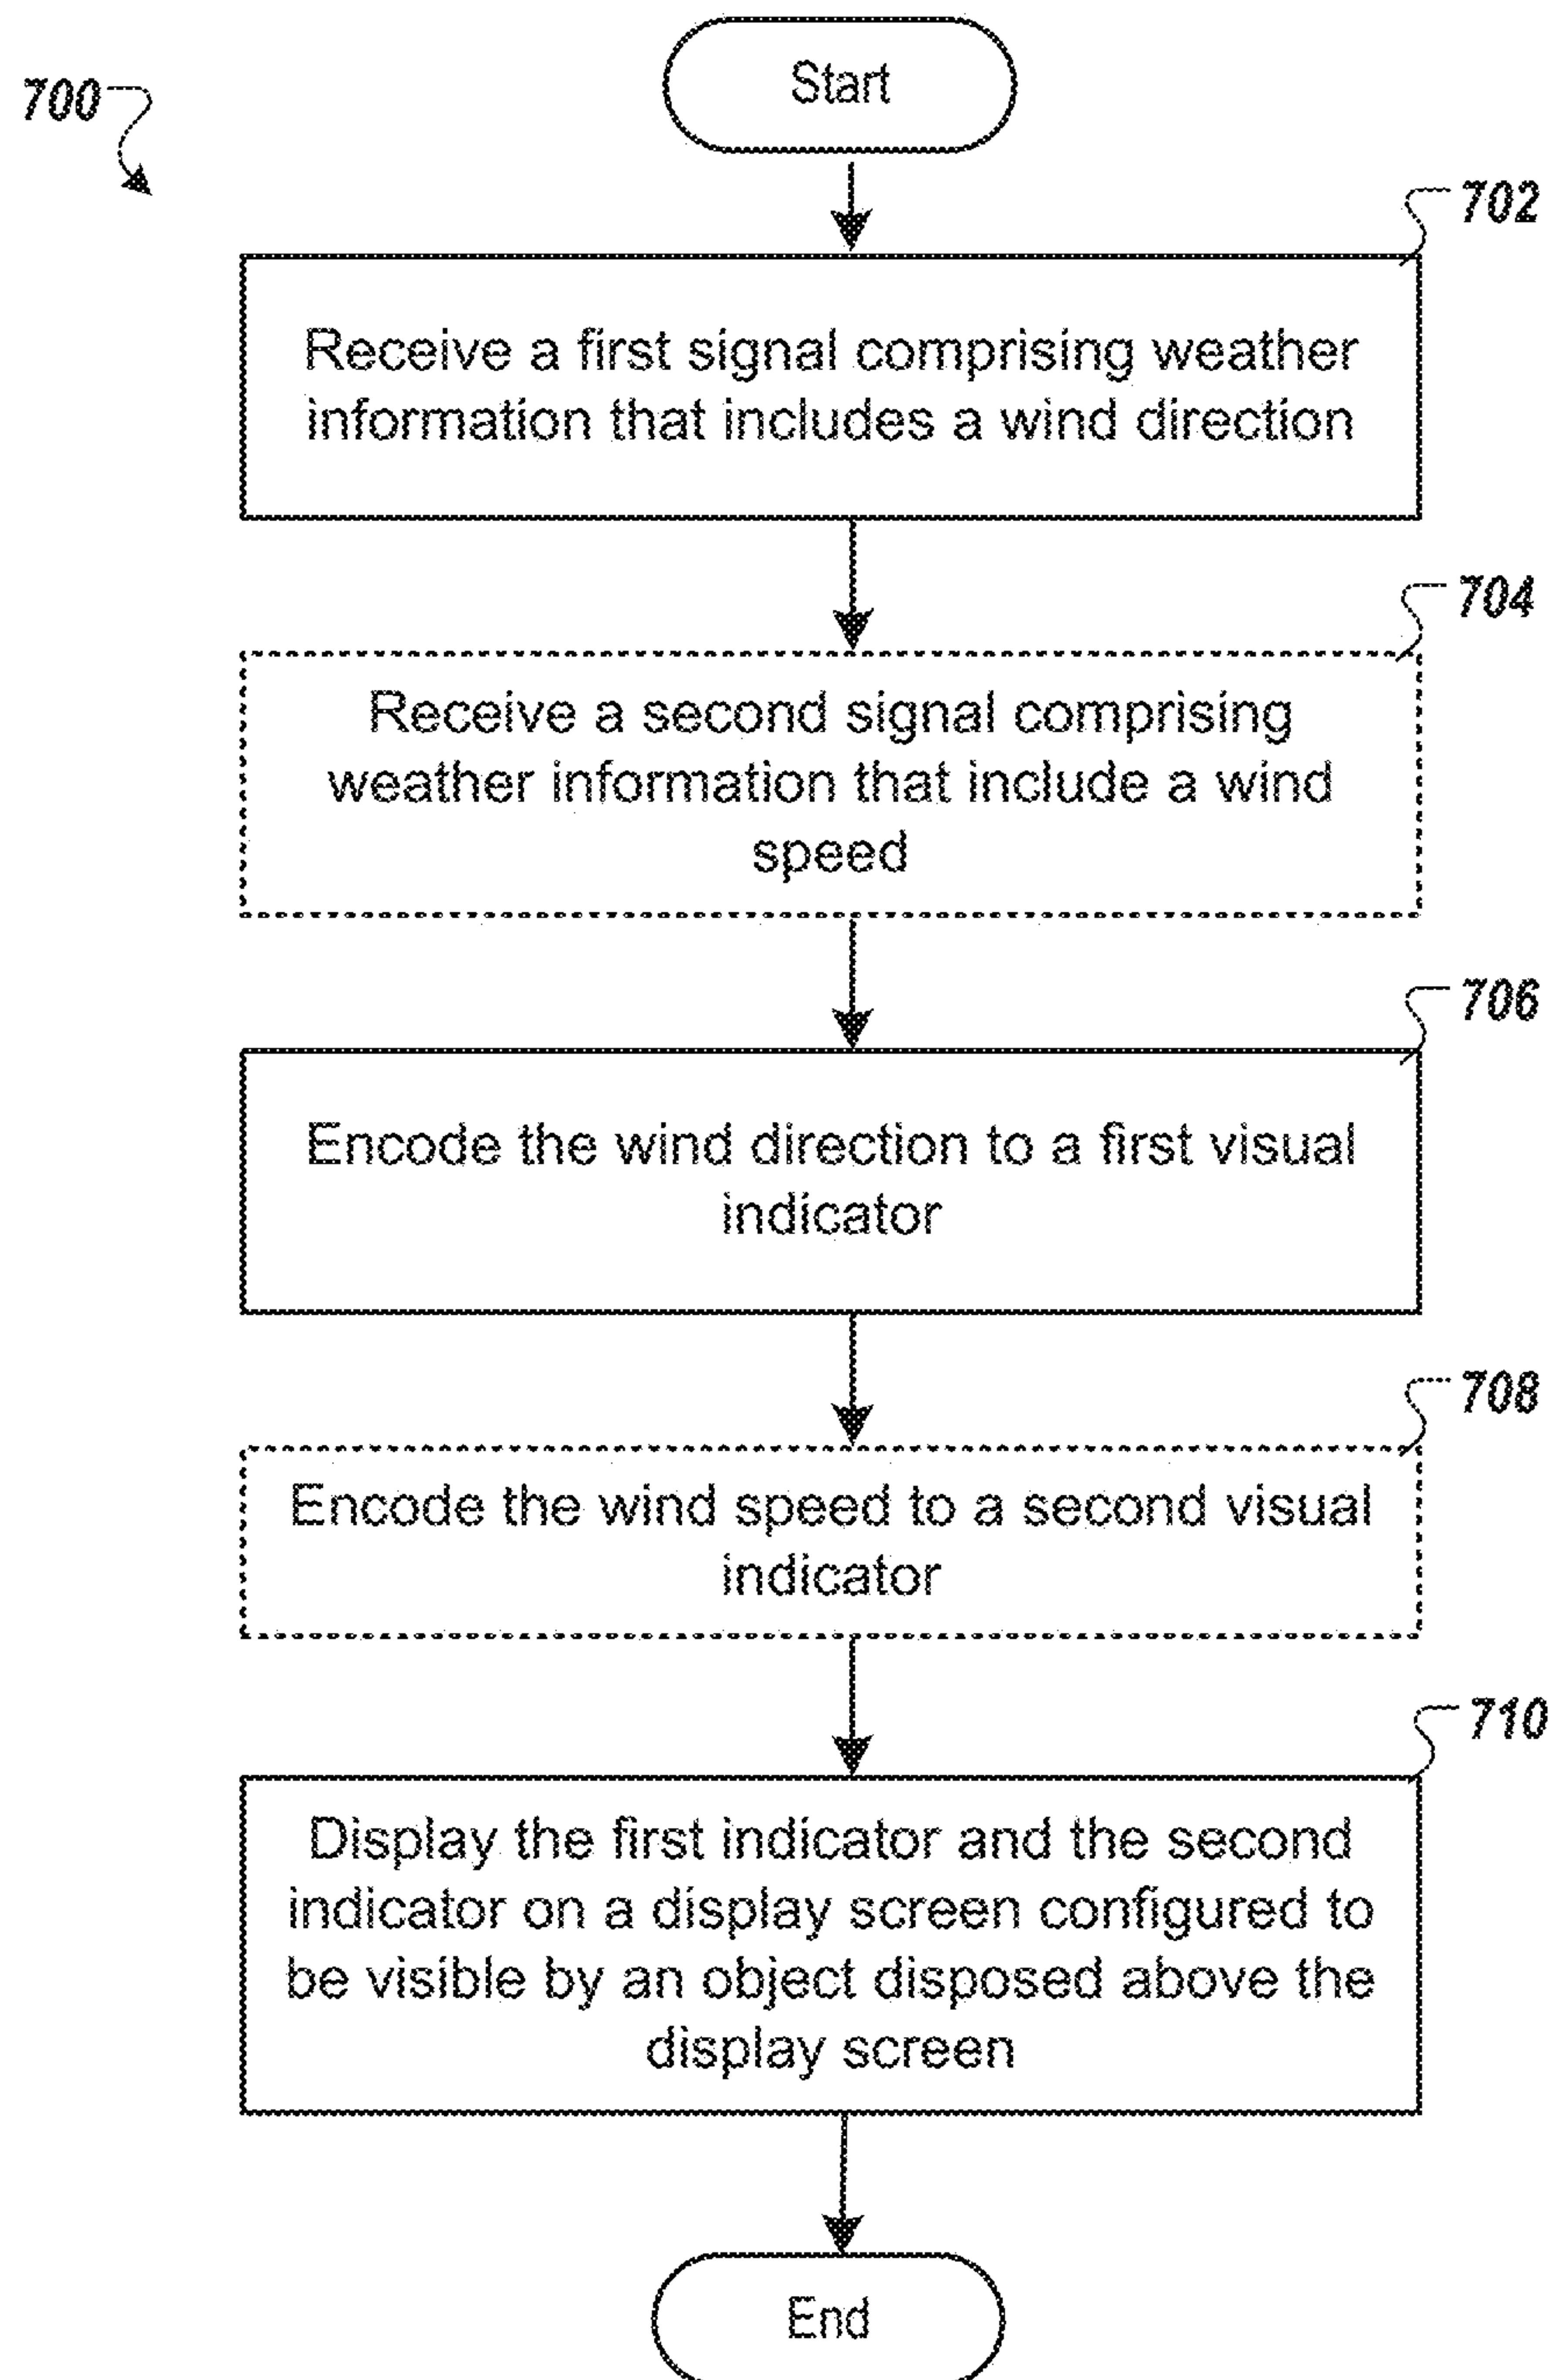 Start
700
702
Receive a first signal comprising weather
information that includes a wind direction
704
Receive a second signal comprising
weather information that include a wind
speed
706
Encode the wind direction to a first visual
indicator
708
Encode the wind speed to a second visual
indicator
710
Display the first indicator and the second
indicator on a display screen configured to
be visible by an object disposed above the
display screen
End